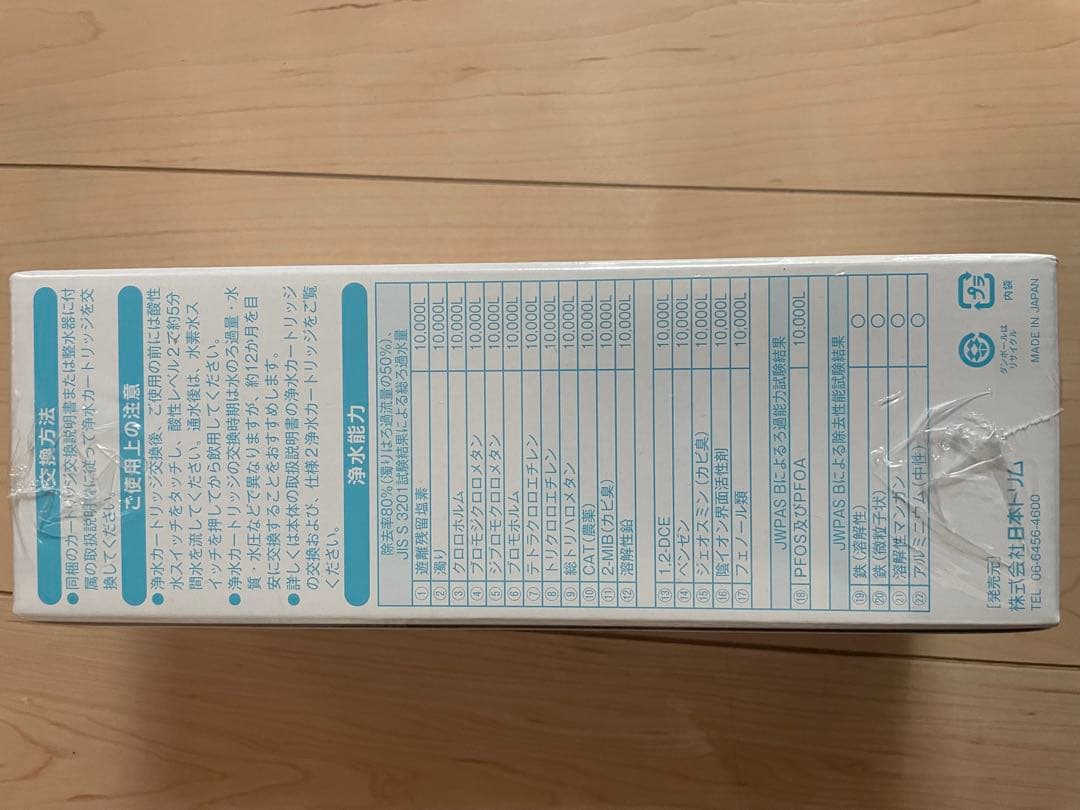 交換方法
●同梱のカートリッジ交換説明書または整水器に付
属の取扱説明書に従って浄水カートリッジを交
換してください。
ご使用上の注意
●浄水カートリッジ交換後、ご使用の前には酸性
水スイッチをタッチし、酸性レベル2で約5分
間水を流してください。通水後は、水素水ス
イッチを押してから飲用してください。
●浄水カートリッジの交換時期は水のろ過量・水
質・水圧などで異なりますが、約12か月を目
安に交換することをおすすめします。
●詳しくは本体の取扱説明書の浄水カートリッジ
の交換および、仕様2浄水カートリッジをご覧
ください。
浄水能力
除去率80%(濁りはろ過流量の50%)、
JIS S 3201試験結果による総ろ過水量
① 遊離残留塩素 10,000L
② 濁り 10,000L
③ クロロホルム 10,000L
④ ブロモジクロロメタン 10,000L
⑤ ジブロモクロロメタン 10,000L
⑥ ブロモホルム 10,000L
⑦ テトラクロロエチレン 10,000L
⑧ トリクロロエチレン 10,000L
⑨ 総トリハロメタン 10,000L
⑩ CAT(農薬) 10,000L
⑪ 2-MIB(カビ臭) 10,000L
⑫ 溶解性鉛 10,000L
⑬ 1,2-DCE 10,000L
⑭ ベンゼン 10,000L
⑮ ジェオスミン(カビ臭) 10,000L
⑯ 陰イオン界面活性剤 10,000L
⑰ フェノール類 10,000L
JWPAS Bによるろ過能力試験結果
⑱ PFOS及びPFOA 10,000L
JWPAS Bによる除去性能試験結果
⑲ 鉄(溶解性) ○
⑳ 鉄(微粒子状) ○
㉑ 溶解性マンガン ○
㉒ アルミニウム(中性) ○
[発売元]
株式会社日本トリム
TEL 06-6456-4600
ダンボールは
リサイクル
プラ
内袋
MADE IN JAPAN